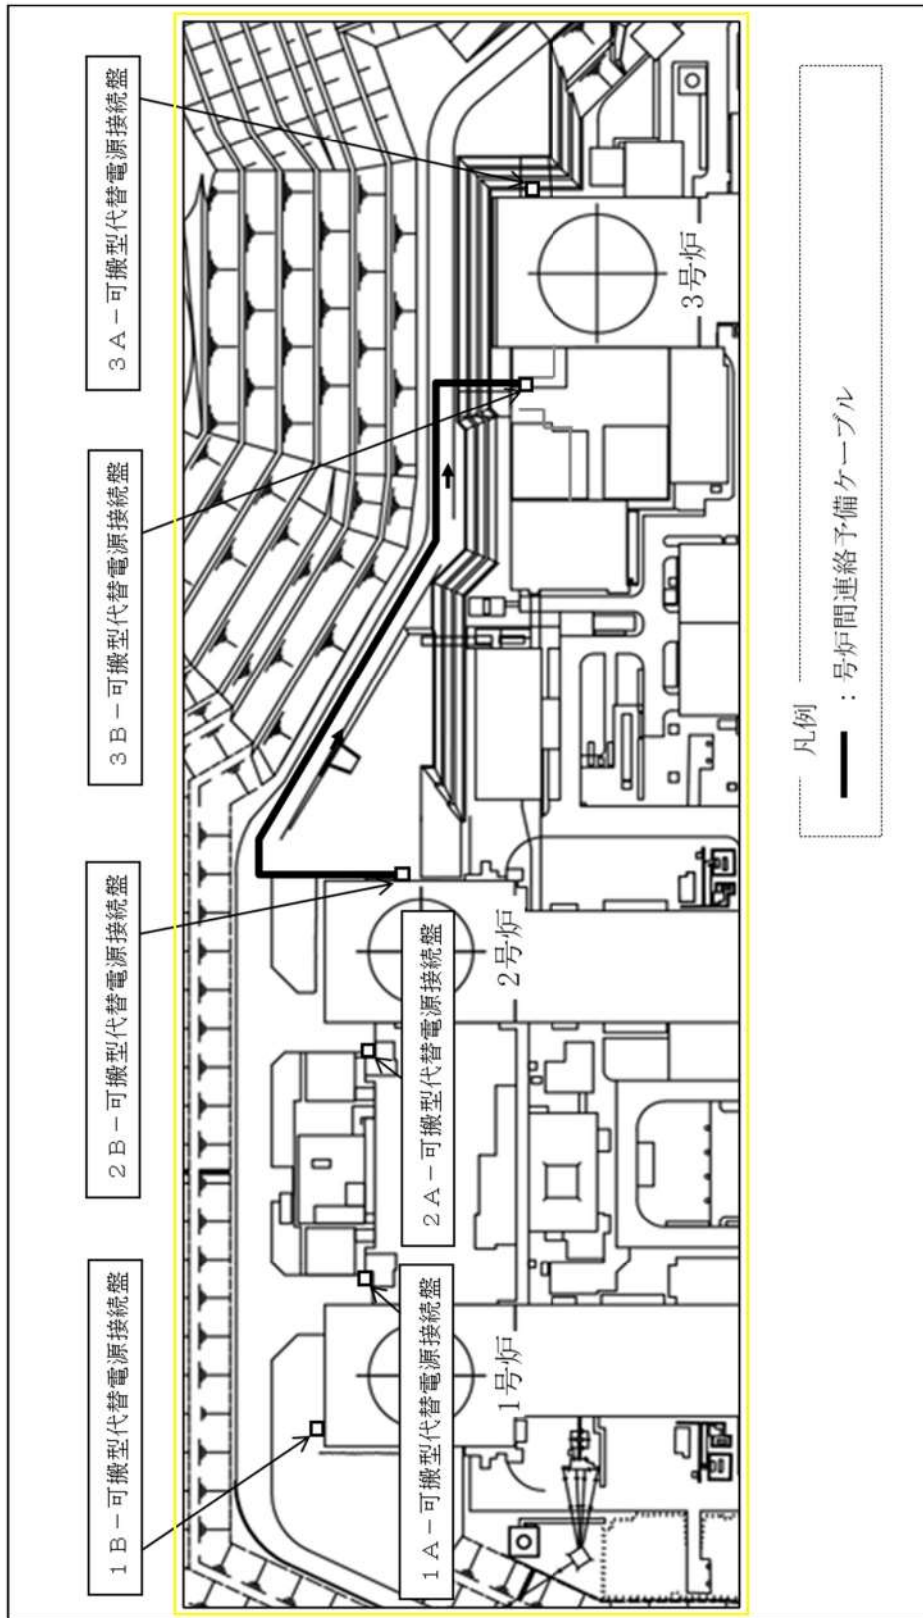 1B－可搬型代替電源接続盤
2B－可搬型代替電源接続盤
3B－可搬型代替電源接続盤
3A－可搬型代替電源接続盤
1A－可搬型代替電源接続盤
2A－可搬型代替電源接続盤
1号炉
2号炉
3号炉
凡例
：号炉間連絡予備ケーブル